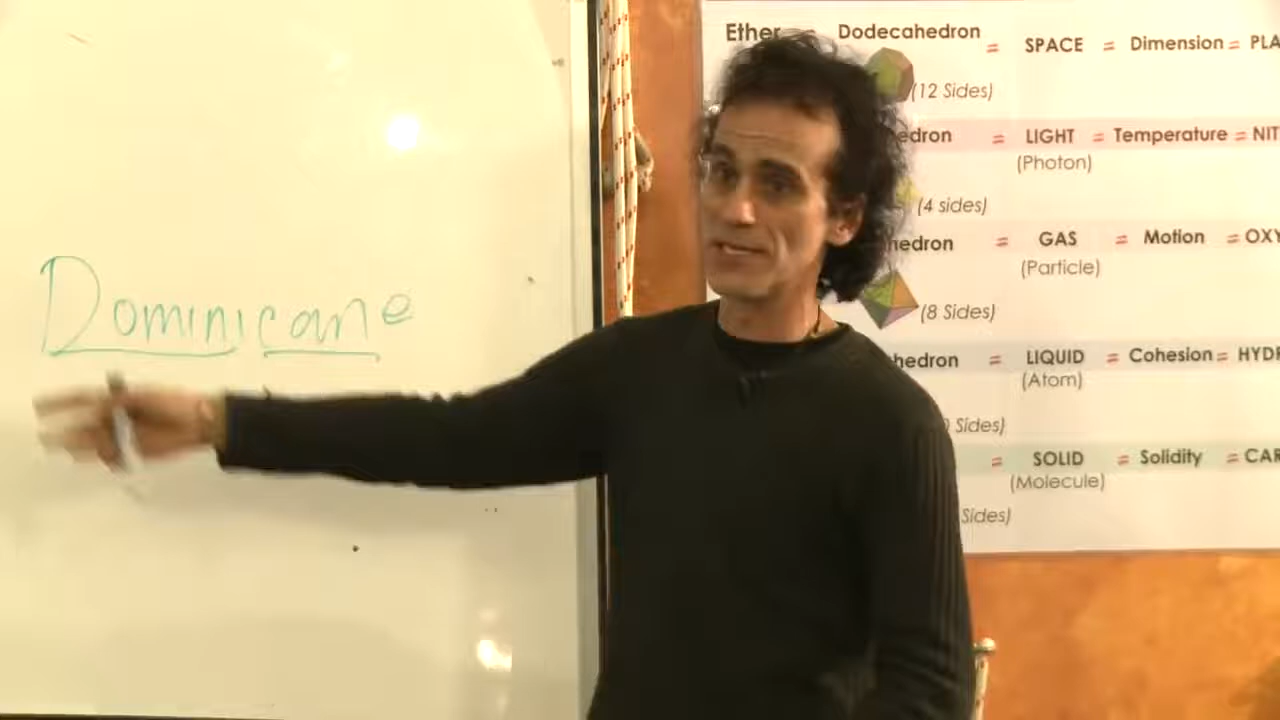 Dominicane
Ether = Dodecahedron = SPACE = Dimension =
(12 Sides)
= LIGHT = Temperature =
(Photon)
(4 sides)
= GAS = Motion =
(Particle)
(8 Sides)
= LIQUID = Cohesion =
(Atom)
Sides)
= SOLID = Solidity =
(Molecule)
Sides)